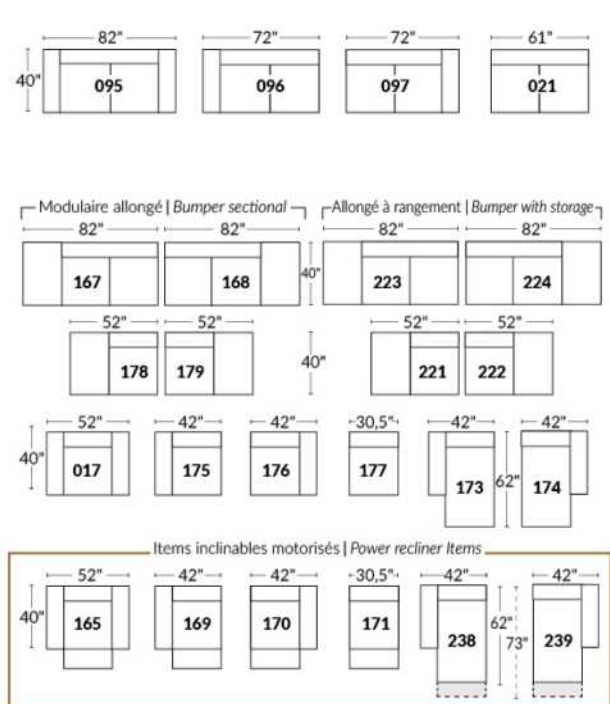 82" 72" 72" 61"
40" 095 096 097 021
Modulaire allongé | Bumper sectional Allongé à rangement | Bumper with storage
82" 82" 82" 82"
167 168 40" 223 224
52" 52" 52" 52"
178 179 40" 221 222
52" 42" 42" 30,5" 42" 42"
40" 017 175 176 177 173 62" 174
Items inclinables motorisés | Power recliner Items
52" 42" 42" 30,5" 42" 42"
40" 165 169 170 171 238 62" 73" 239